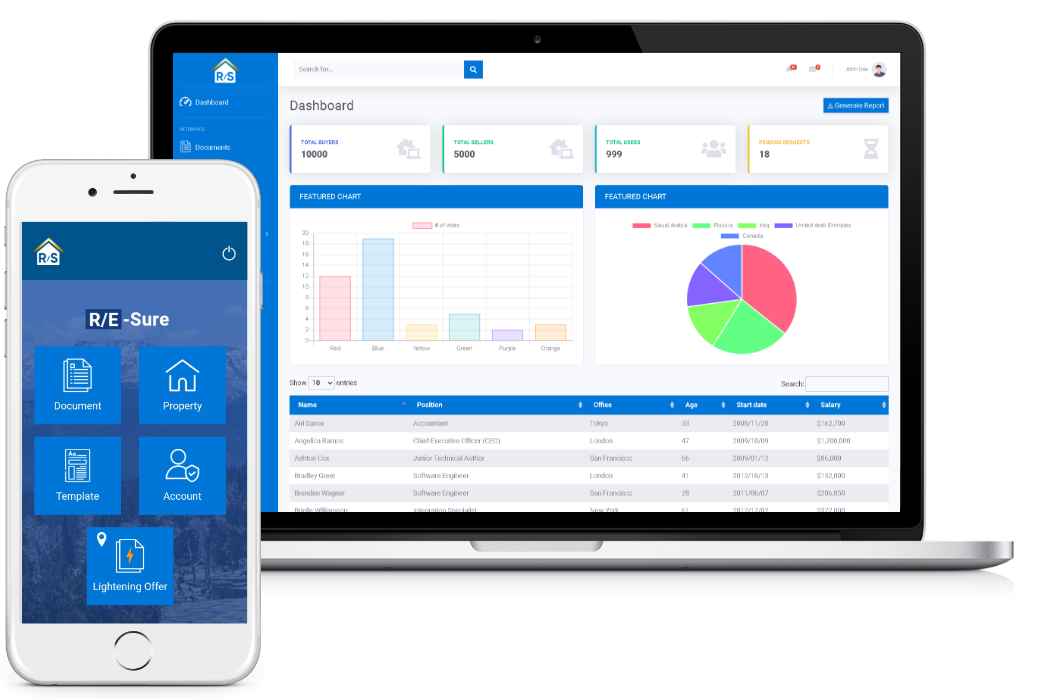 R/S
Search for...
9+
7
John Doe
Dashboard
INTERFACE
Documents
Dashboard
Generate Report
TOTAL BUYERS
10000
TOTAL SELLERS
5000
TOTAL USERS
999
PENDING REQUESTS
18
FEATURED CHART
# of Votes
20
18
16
14
12
10
8
6
4
2
0
Red Blue Yellow Green Purple Orange
FEATURED CHART
Saudi Arabia Russia Iraq United Arab Emirates
Canada
Show 10 entries
Search:
Name Position Office Age Start date Salary
Airi Satou Accountant Tokyo 33 2008/11/28 $162,700
Angelica Ramos Chief Executive Officer (CEO) London 47 2009/10/09 $1,200,000
Ashton Cox Junior Technical Author San Francisco 66 2009/01/12 $86,000
Bradley Greer Software Engineer London 41 2012/10/13 $132,000
Brenden Wagner Software Engineer San Francisco 28 2011/06/07 $206,850
Brielle Williamson Integration Specialist New York 61 2012/12/02 $372,000
R/S
R/E-Sure
Document
Property
Template
Account
Lightening Offer